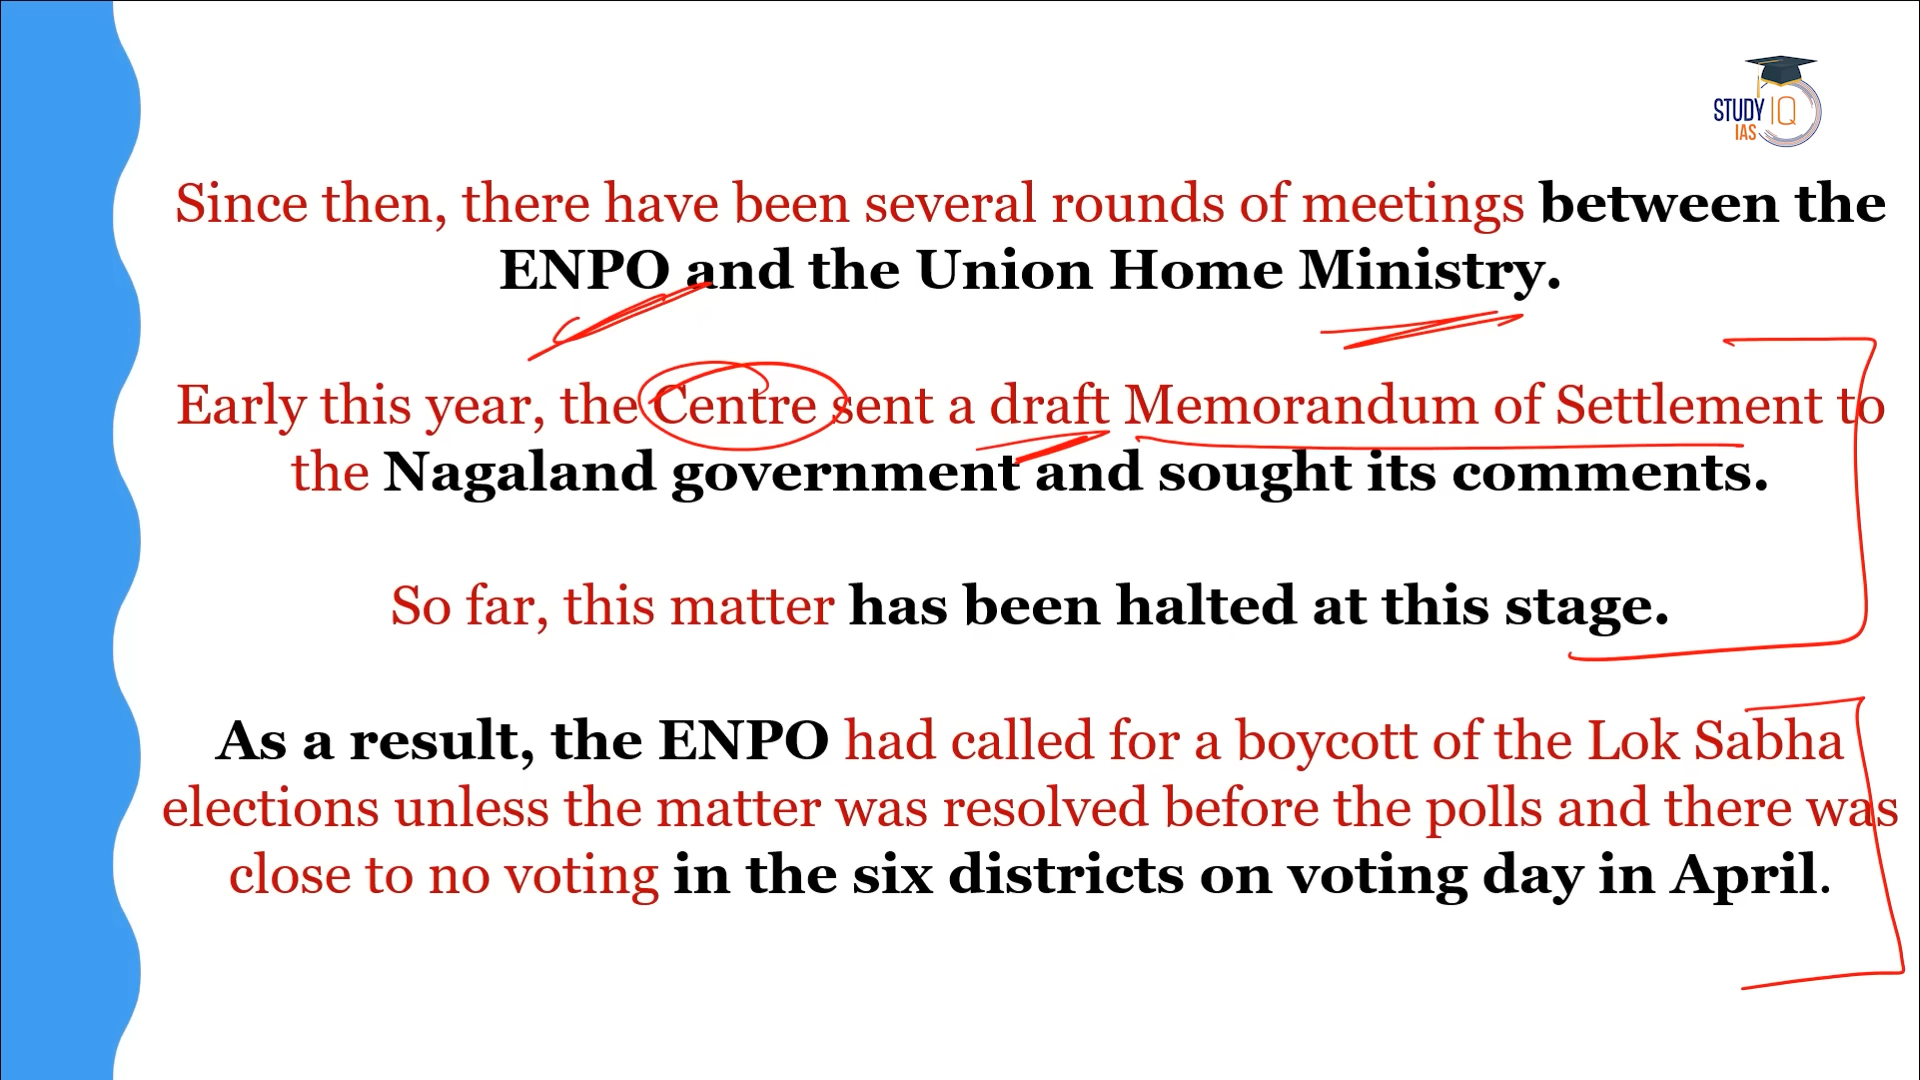 STUDY IQ
IAS
Since then, there have been several rounds of meetings between the
ENPO and the Union Home Ministry.
Early this year, the Centre sent a draft Memorandum of Settlement to
the Nagaland government and sought its comments.
So far, this matter has been halted at this stage.
As a result, the ENPO had called for a boycott of the Lok Sabha
elections unless the matter was resolved before the polls and there was
close to no voting in the six districts on voting day in April.